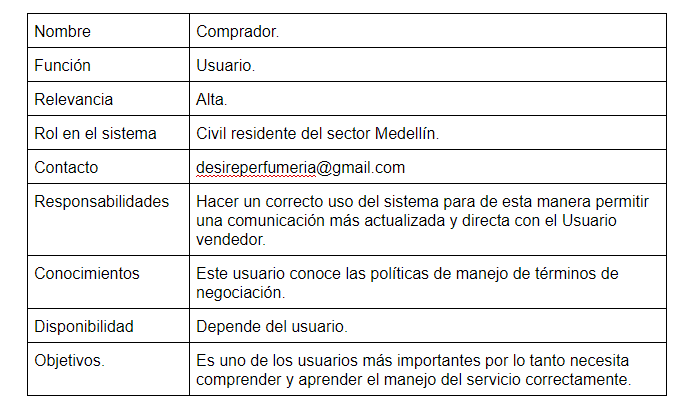 Nombre Comprador.
Función Usuario.
Relevancia Alta.
Rol en el sistema Civil residente del sector Medellín.
Contacto desireperfumeria@gmail.com
Responsabilidades Hacer un correcto uso del sistema para de esta manera permitir
una comunicación más actualizada y directa con el Usuario
vendedor.
Conocimientos Este usuario conoce las políticas de manejo de términos de
negociación.
Disponibilidad Depende del usuario.
Objetivos. Es uno de los usuarios más importantes por lo tanto necesita
comprender y aprender el manejo del servicio correctamente.